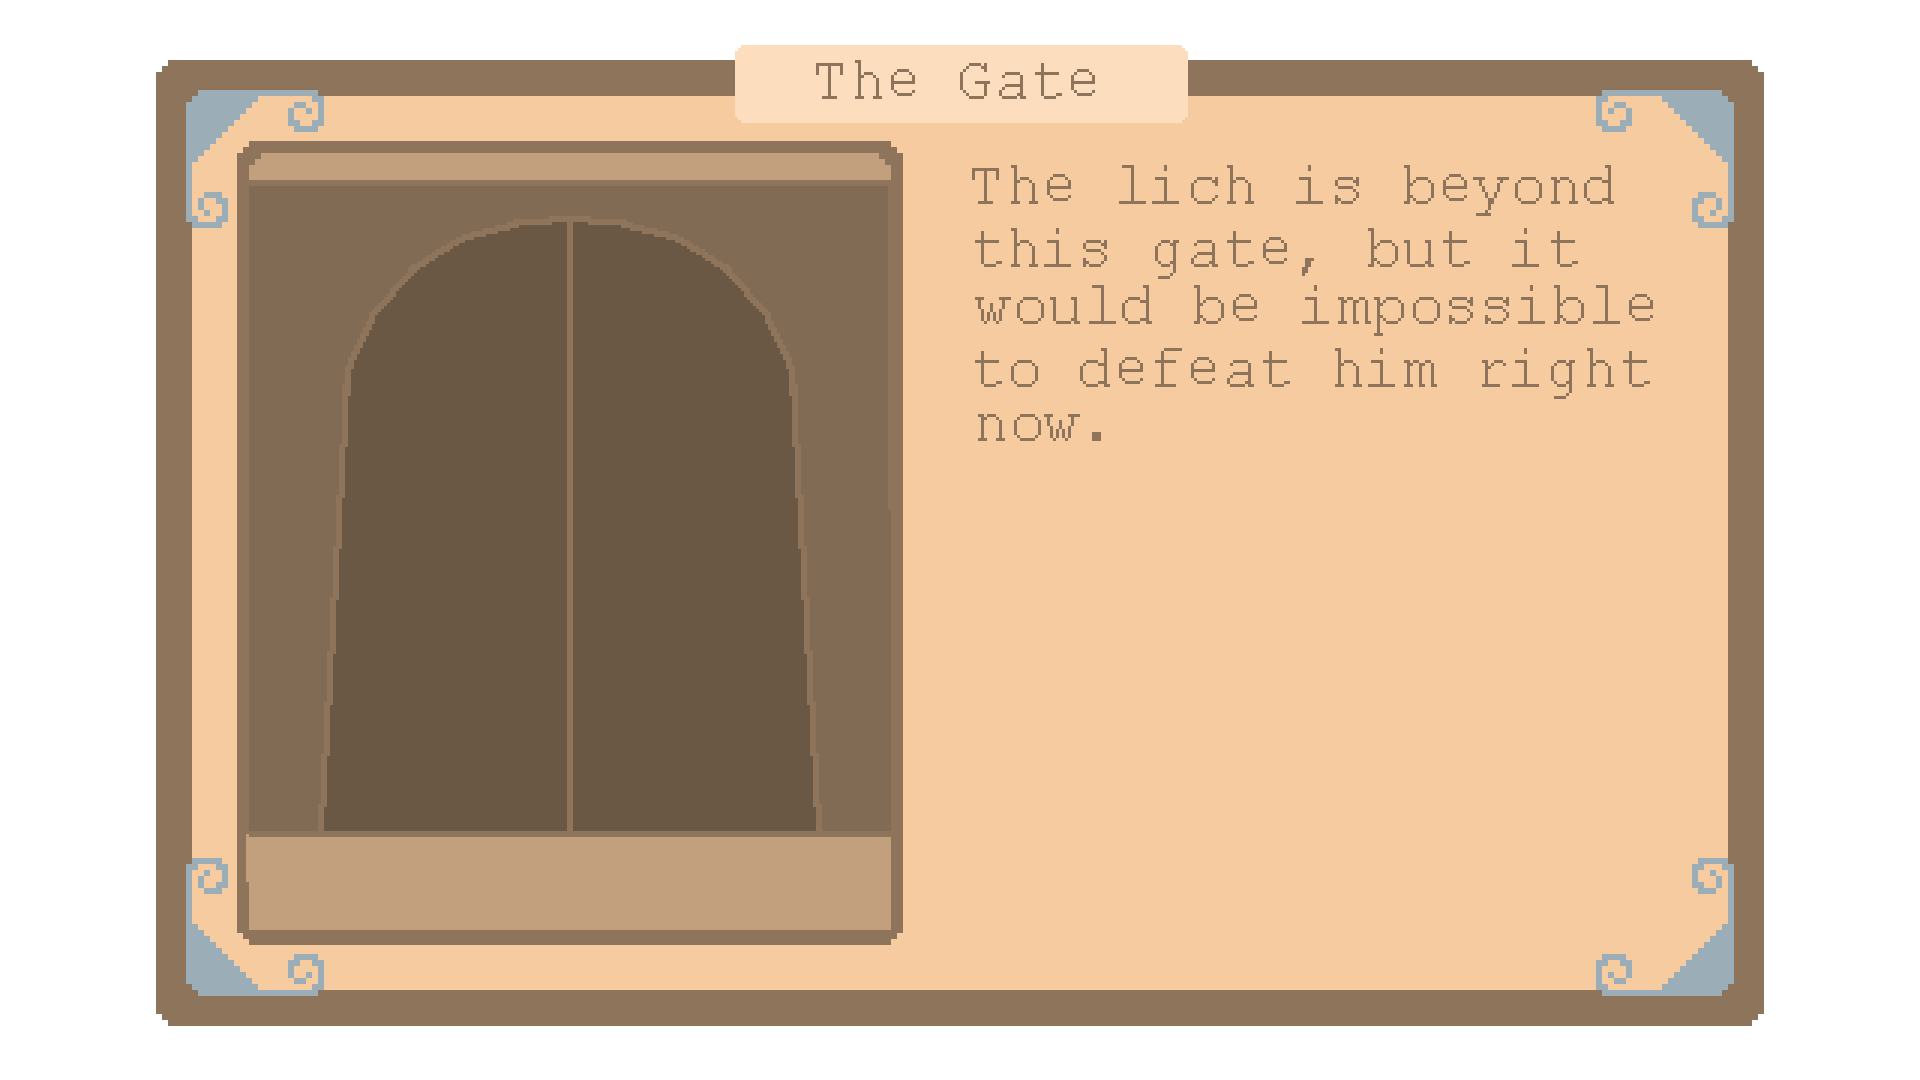 The Gate
The lich is beyond
this gate, but it
would be impossible
to defeat him right
now.